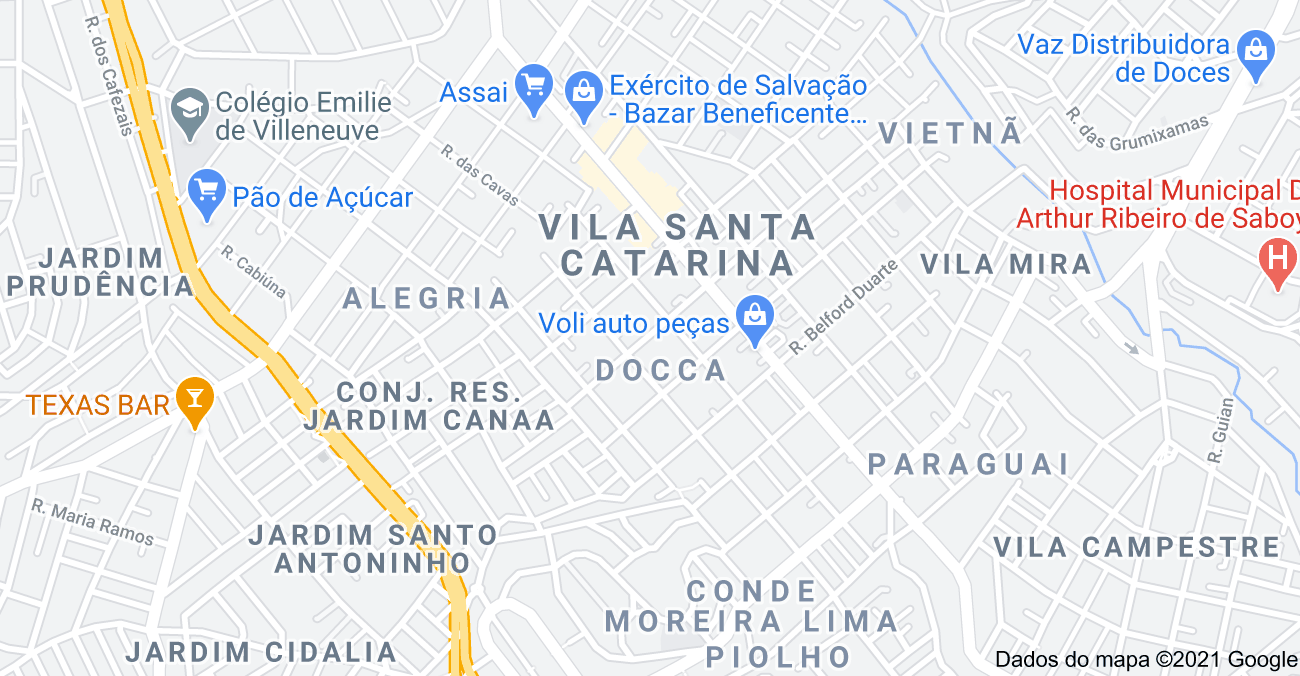 R. dos Cafezais
Vaz Distribuidora
de Doces
Assai
Exército de Salvação
- Bazar Beneficente...
Colégio Emilie
de Villeneuve
VIETNÃ
R. das Grumixamas
R. das Cavas
Pão de Açúcar
Hospital Municipal D
Arthur Ribeiro de Saboy
VILA SANTA
CATARINA
JARDIM
PRUDÊNCIA
R. Cabiúna
VILA MIRA
H
ALEGRIA
R. Belford Duarte
Voli auto peças
DOCCA
CONJ. RES.
JARDIM CANAA
TEXAS BAR
R. Guian
PARAGUAI
R. Maria Ramos
JARDIM SANTO
ANTONINHO
VILA CAMPESTRE
CONDE
MOREIRA LIMA
PIOLHO
JARDIM CIDALIA
Dados do mapa ©2021 Google